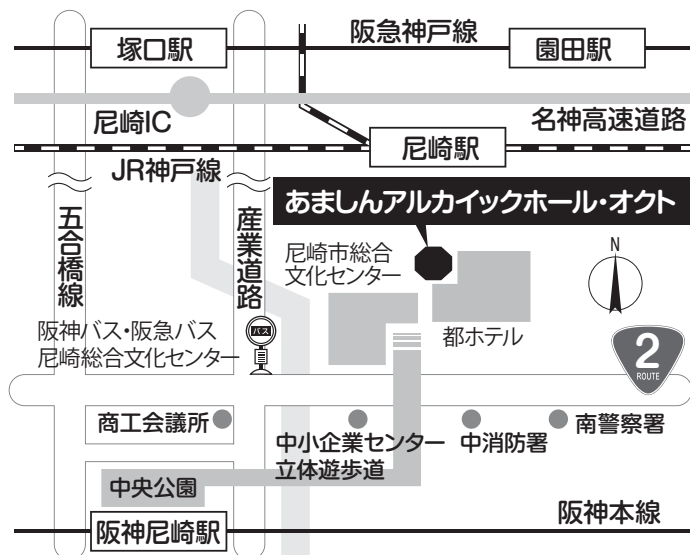 阪急神戸線
塚口駅
園田駅
尼崎IC
名神高速道路
尼崎駅
JR神戸線
あましんアルカイックホール・オクト
五合橋線
産業道路
尼崎市総合
文化センター
N
阪神バス・阪急バス
尼崎総合文化センター
バス
都ホテル
2
ROUTE
商工会議所
中小企業センター
立体遊歩道
中消防署
南警察署
中央公園
阪神尼崎駅
阪神本線